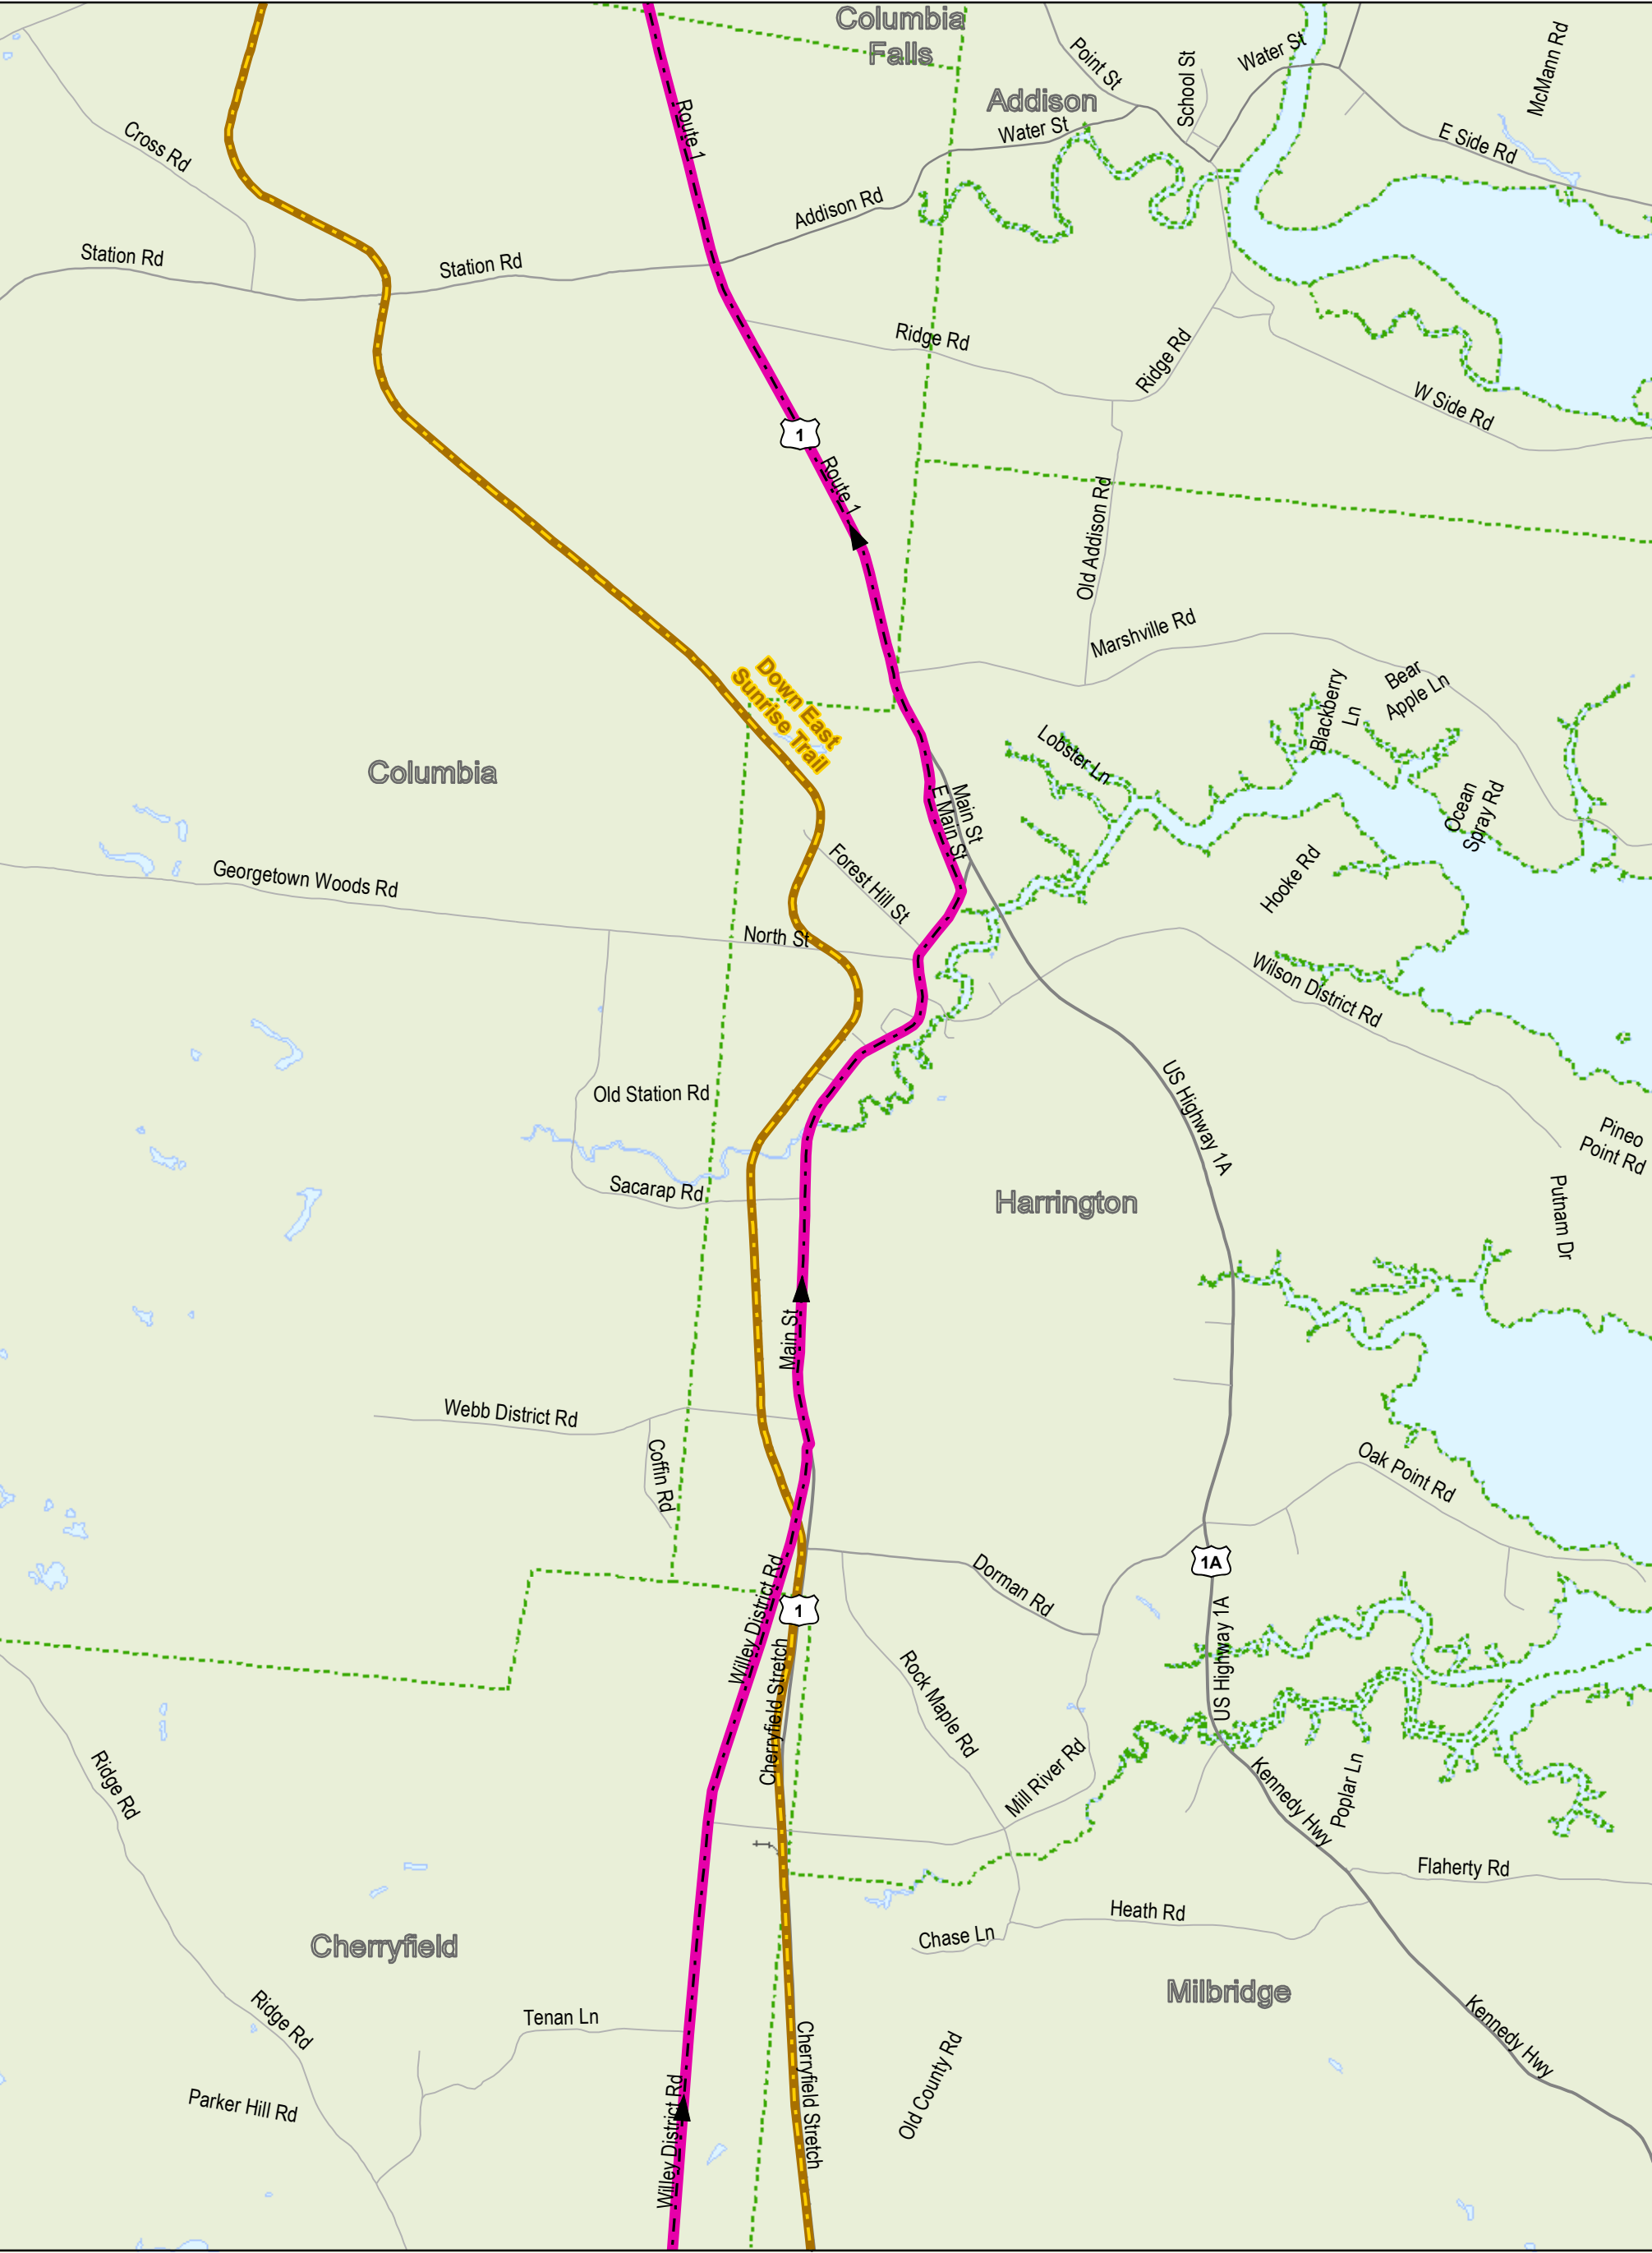 Columbia
Falls
Point St
School St
Water St
McMann Rd
Addison
Route 1
Cross Rd
Water St
E Side Rd
Addison Rd
Station Rd
Station Rd
Ridge Rd
Ridge Rd
W Side Rd
1
Route 1
Old Addison Rd
Marshville Rd
Down East
Sunrise Trail
Blackberry
Ln
Bear
Apple Ln
Lobster Ln
Columbia
Main St
E Main St
Ocean
Spray Rd
Georgetown Woods Rd
Forest Hill St
Hooke Rd
North St
Wilson District Rd
Old Station Rd
US Highway 1A
Pineo
Point Rd
Sacarap Rd
Harrington
Putnam Dr
Main St
Webb District Rd
Coffin Rd
Oak Point Rd
1A
Dorman Rd
Willey District Rd
1
US Highway 1A
Cherryfield Stretch
Rock Maple Rd
Ridge Rd
Mill River Rd
Kennedy Hwy
Poplar Ln
Flaherty Rd
Heath Rd
Chase Ln
Cherryfield
Milbridge
Ridge Rd
Tenan Ln
Kennedy Hwy
Cherryfield Stretch
Old County Rd
Parker Hill Rd
Willey District Rd